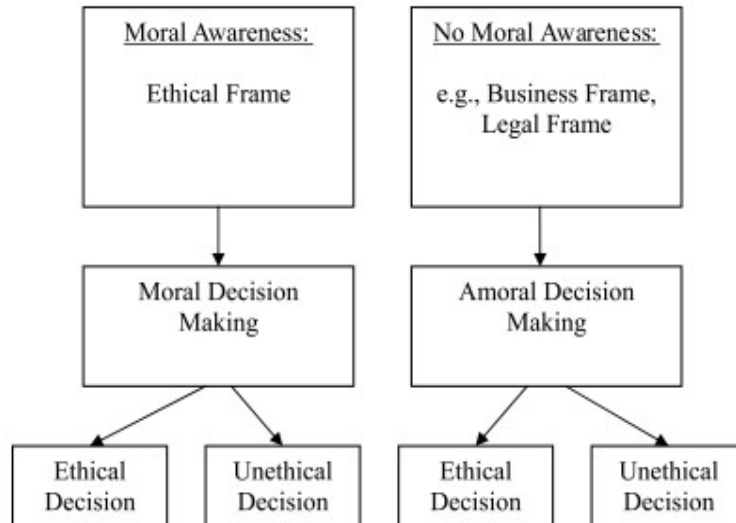 Moral Awareness:
Ethical Frame
No Moral Awareness:
e.g., Business Frame,
Legal Frame
Moral Decision
Making
Amoral Decision
Making
Ethical
Decision
Unethical
Decision
Ethical
Decision
Unethical
Decision